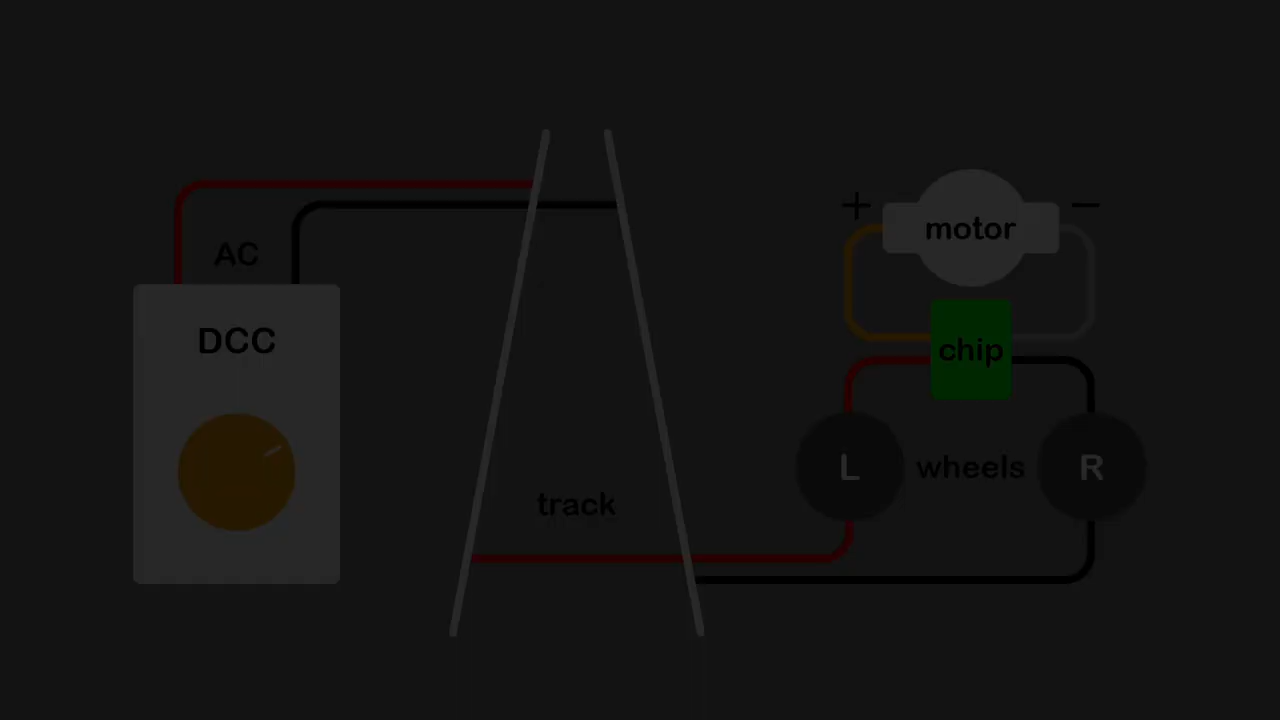 AC
DCC
track
+
motor
−
chip
L
wheels
R